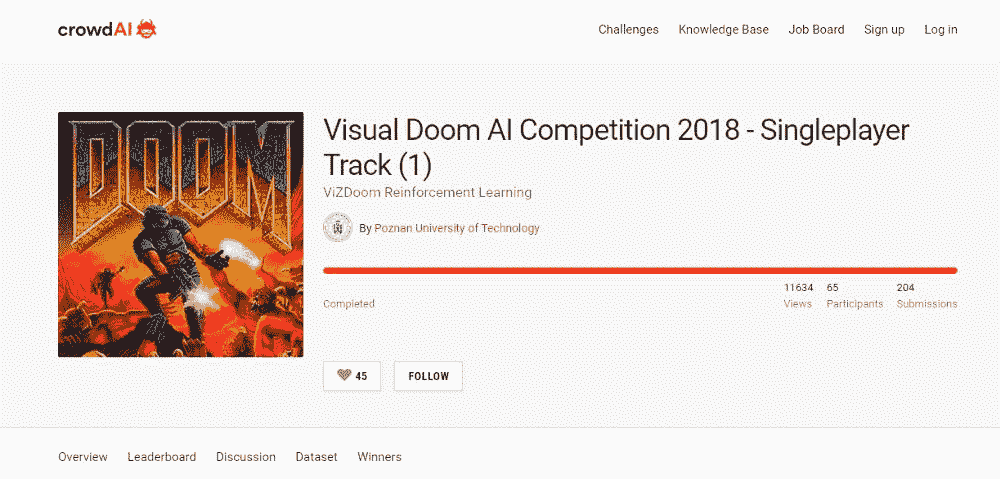 crowdAI
Challenges Knowledge Base Job Board Sign up Log in
DOOM
Visual Doom AI Competition 2018 - Singleplayer
Track (1)
ViZDoom Reinforcement Learning
By Poznan University of Technology
11634 65 204
Completed Views Participants Submissions
45 FOLLOW
Overview Leaderboard Discussion Dataset Winners